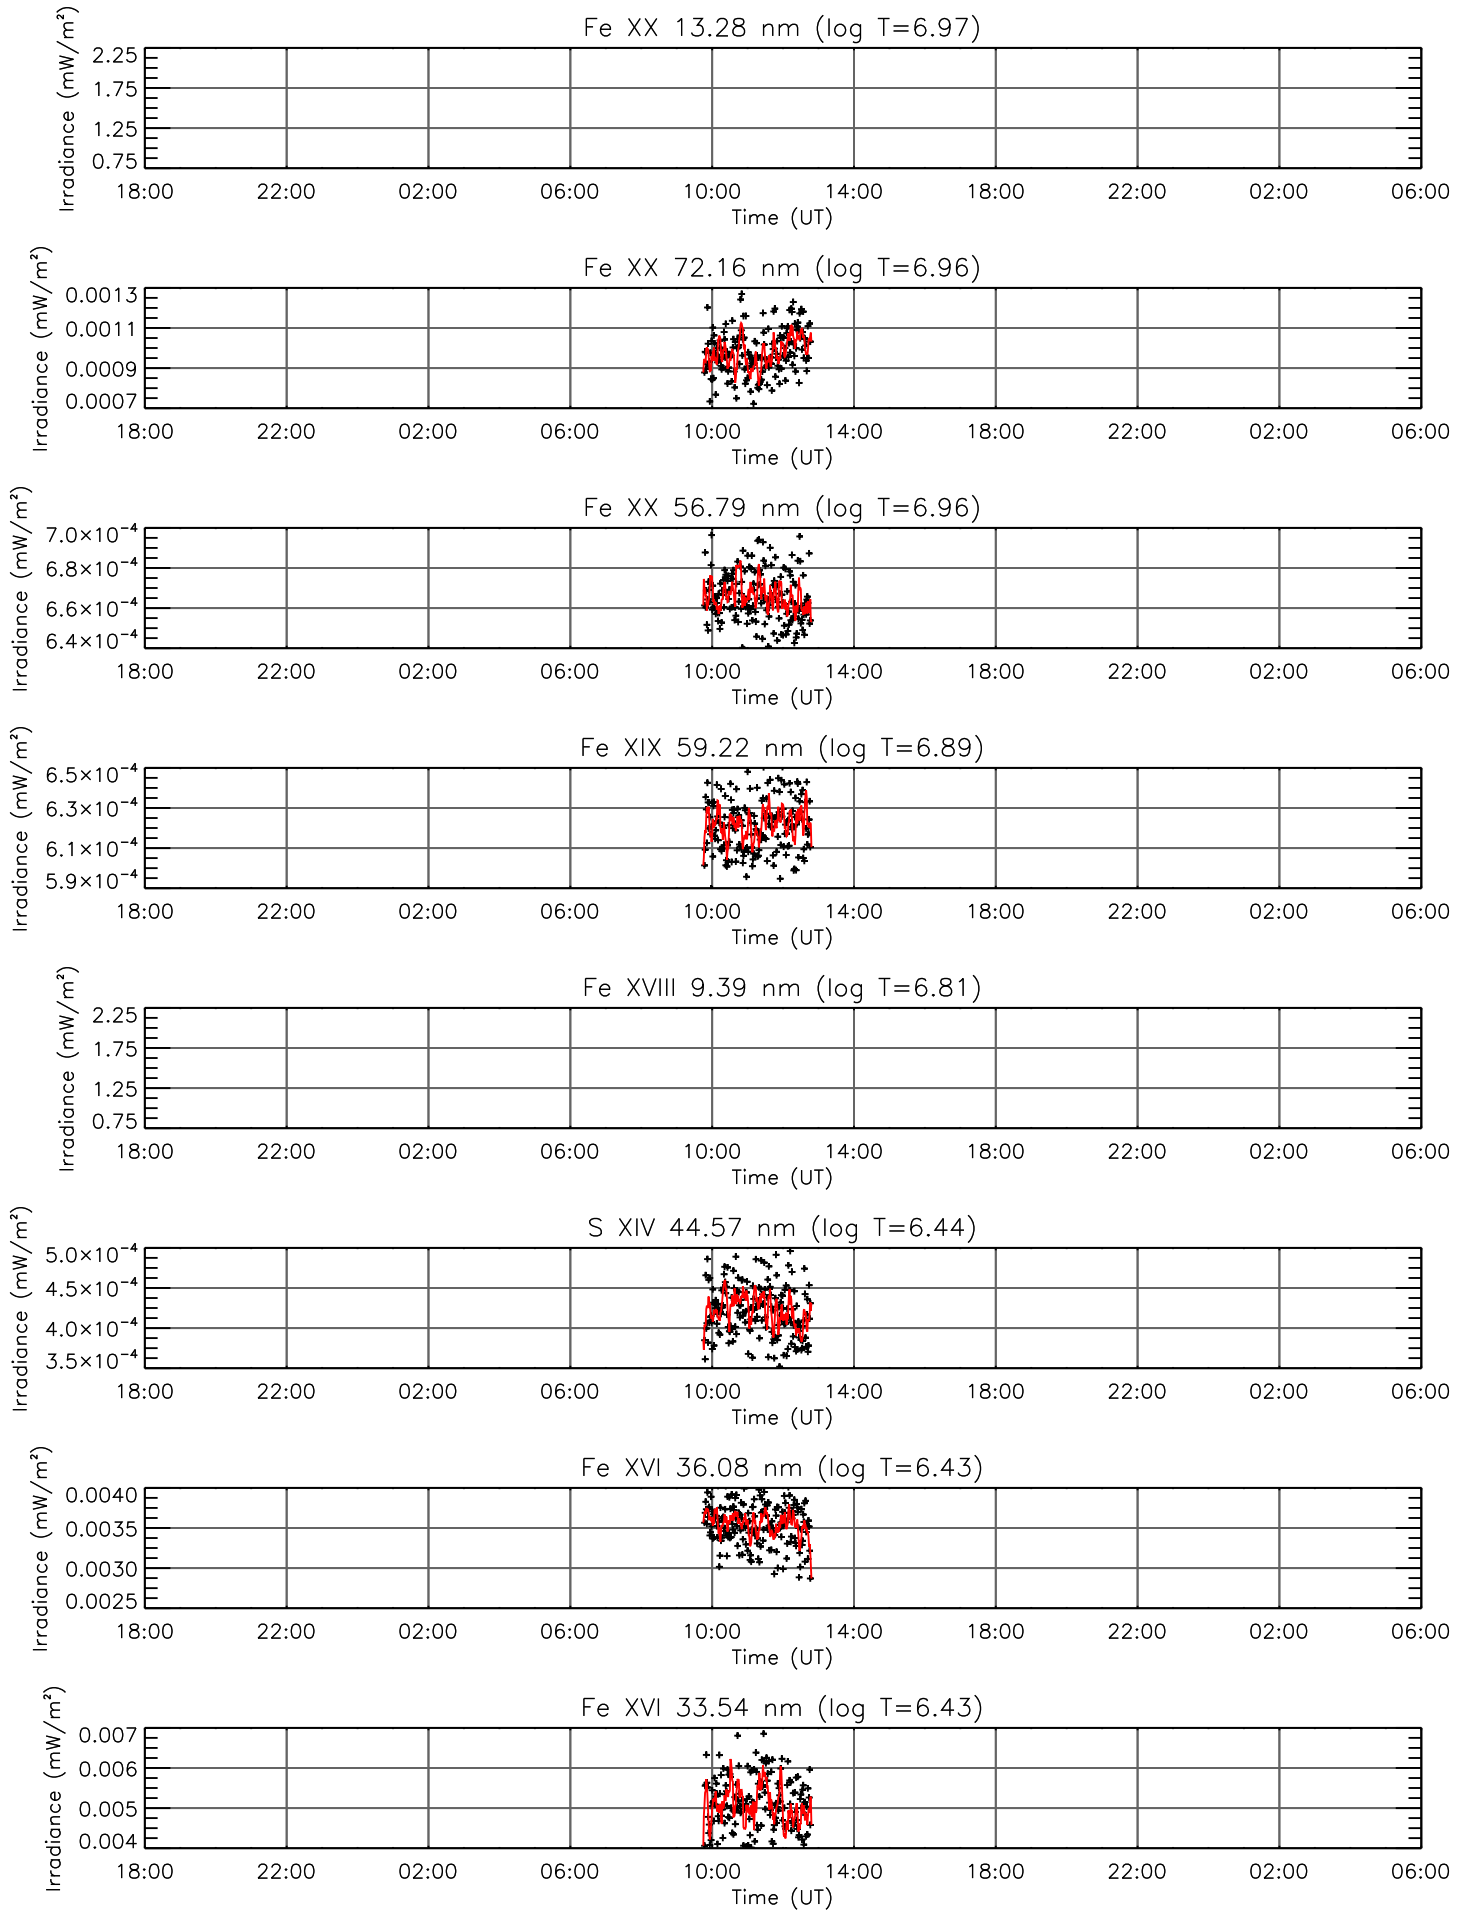 Fe XX 13.28 nm (log T=6.97)
Irradiance (mW/m²)
2.25
1.75
1.25
0.75
18:00 22:00 02:00 06:00 10:00 14:00 18:00 22:00 02:00 06:00
Time (UT)
Fe XX 72.16 nm (log T=6.96)
Irradiance (mW/m²)
0.0013
0.0011
0.0009
0.0007
18:00 22:00 02:00 06:00 10:00 14:00 18:00 22:00 02:00 06:00
Time (UT)
Fe XX 56.79 nm (log T=6.96)
Irradiance (mW/m²)
7.0×10⁻⁴
6.8×10⁻⁴
6.6×10⁻⁴
6.4×10⁻⁴
18:00 22:00 02:00 06:00 10:00 14:00 18:00 22:00 02:00 06:00
Time (UT)
Fe XIX 59.22 nm (log T=6.89)
Irradiance (mW/m²)
6.5×10⁻⁴
6.3×10⁻⁴
6.1×10⁻⁴
5.9×10⁻⁴
18:00 22:00 02:00 06:00 10:00 14:00 18:00 22:00 02:00 06:00
Time (UT)
Fe XVIII 9.39 nm (log T=6.81)
Irradiance (mW/m²)
2.25
1.75
1.25
0.75
18:00 22:00 02:00 06:00 10:00 14:00 18:00 22:00 02:00 06:00
Time (UT)
S XIV 44.57 nm (log T=6.44)
Irradiance (mW/m²)
5.0×10⁻⁴
4.5×10⁻⁴
4.0×10⁻⁴
3.5×10⁻⁴
18:00 22:00 02:00 06:00 10:00 14:00 18:00 22:00 02:00 06:00
Time (UT)
Fe XVI 36.08 nm (log T=6.43)
Irradiance (mW/m²)
0.0040
0.0035
0.0030
0.0025
18:00 22:00 02:00 06:00 10:00 14:00 18:00 22:00 02:00 06:00
Time (UT)
Fe XVI 33.54 nm (log T=6.43)
Irradiance (mW/m²)
0.007
0.006
0.005
0.004
18:00 22:00 02:00 06:00 10:00 14:00 18:00 22:00 02:00 06:00
Time (UT)